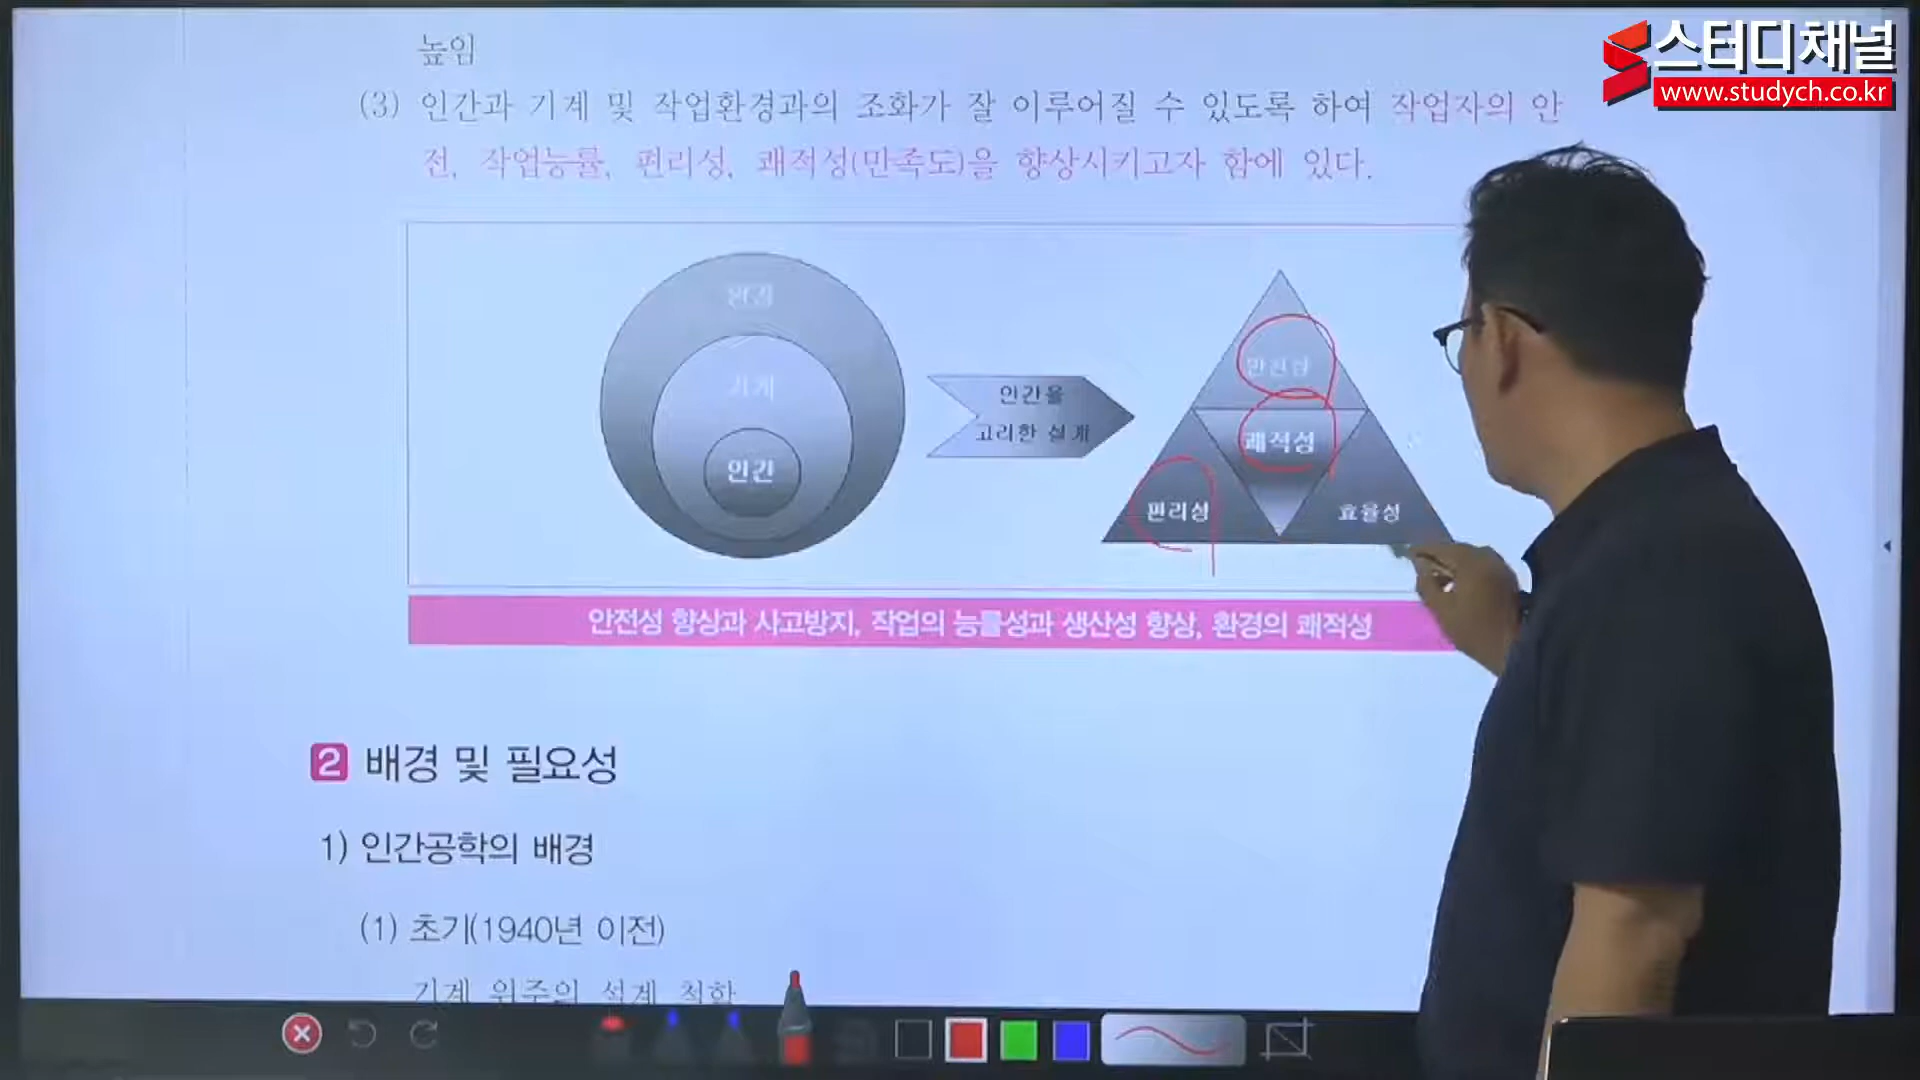 높임
스터디채널
www.studych.co.kr
(3) 인간과 기계 및 작업환경과의 조화가 잘 이루어질 수 있도록 하여 작업자의 안
전, 작업능률, 편리성, 쾌적성(만족도)을 향상시키고자 함에 있다.
환경
기계
인간
인간을
고려한 설계
안전성
쾌적성
편리성
효율성
안전성 향상과 사고방지, 작업의 능률성과 생산성 향상, 환경의 쾌적성
2 배경 및 필요성
1) 인간공학의 배경
(1) 초기(1940년 이전)
기계 위주의 설계 철학